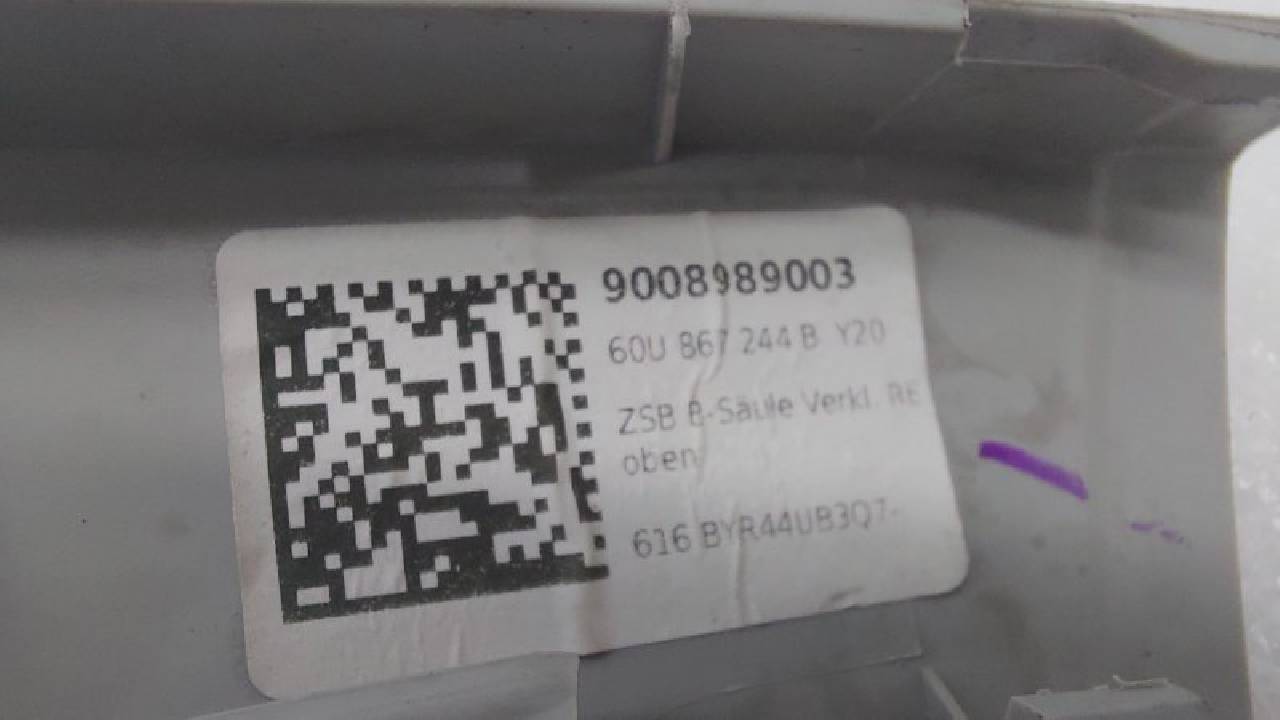 9008989003
60U 867 244 B Y20
ZSB B-Säule Verkl. RE
oben
616 BYR44UB3Q7-